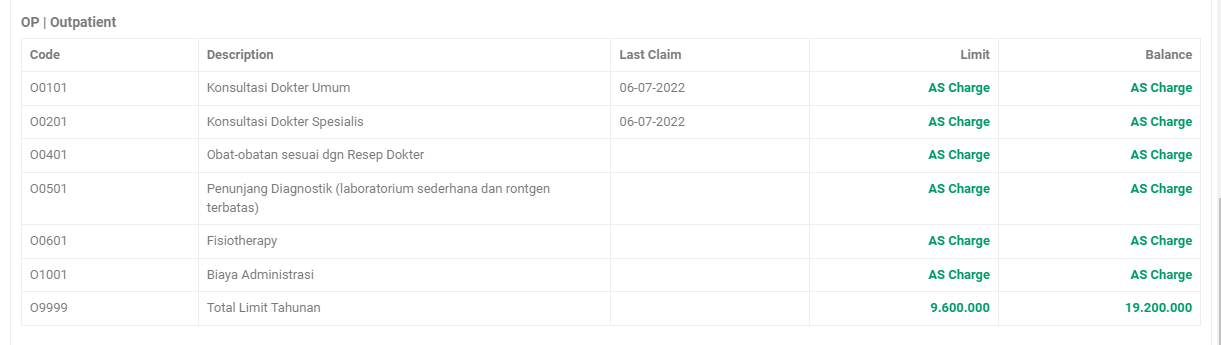 OP | Outpatient
Code Description Last Claim Limit Balance
O0101 Konsultasi Dokter Umum 06-07-2022 AS Charge AS Charge
O0201 Konsultasi Dokter Spesialis 06-07-2022 AS Charge AS Charge
O0401 Obat-obatan sesuai dgn Resep Dokter AS Charge AS Charge
O0501 Penunjang Diagnostik (laboratorium sederhana dan rontgen AS Charge AS Charge
terbatas)
O0601 Fisiotherapy AS Charge AS Charge
O1001 Biaya Administrasi AS Charge AS Charge
O9999 Total Limit Tahunan 9.600.000 19.200.000